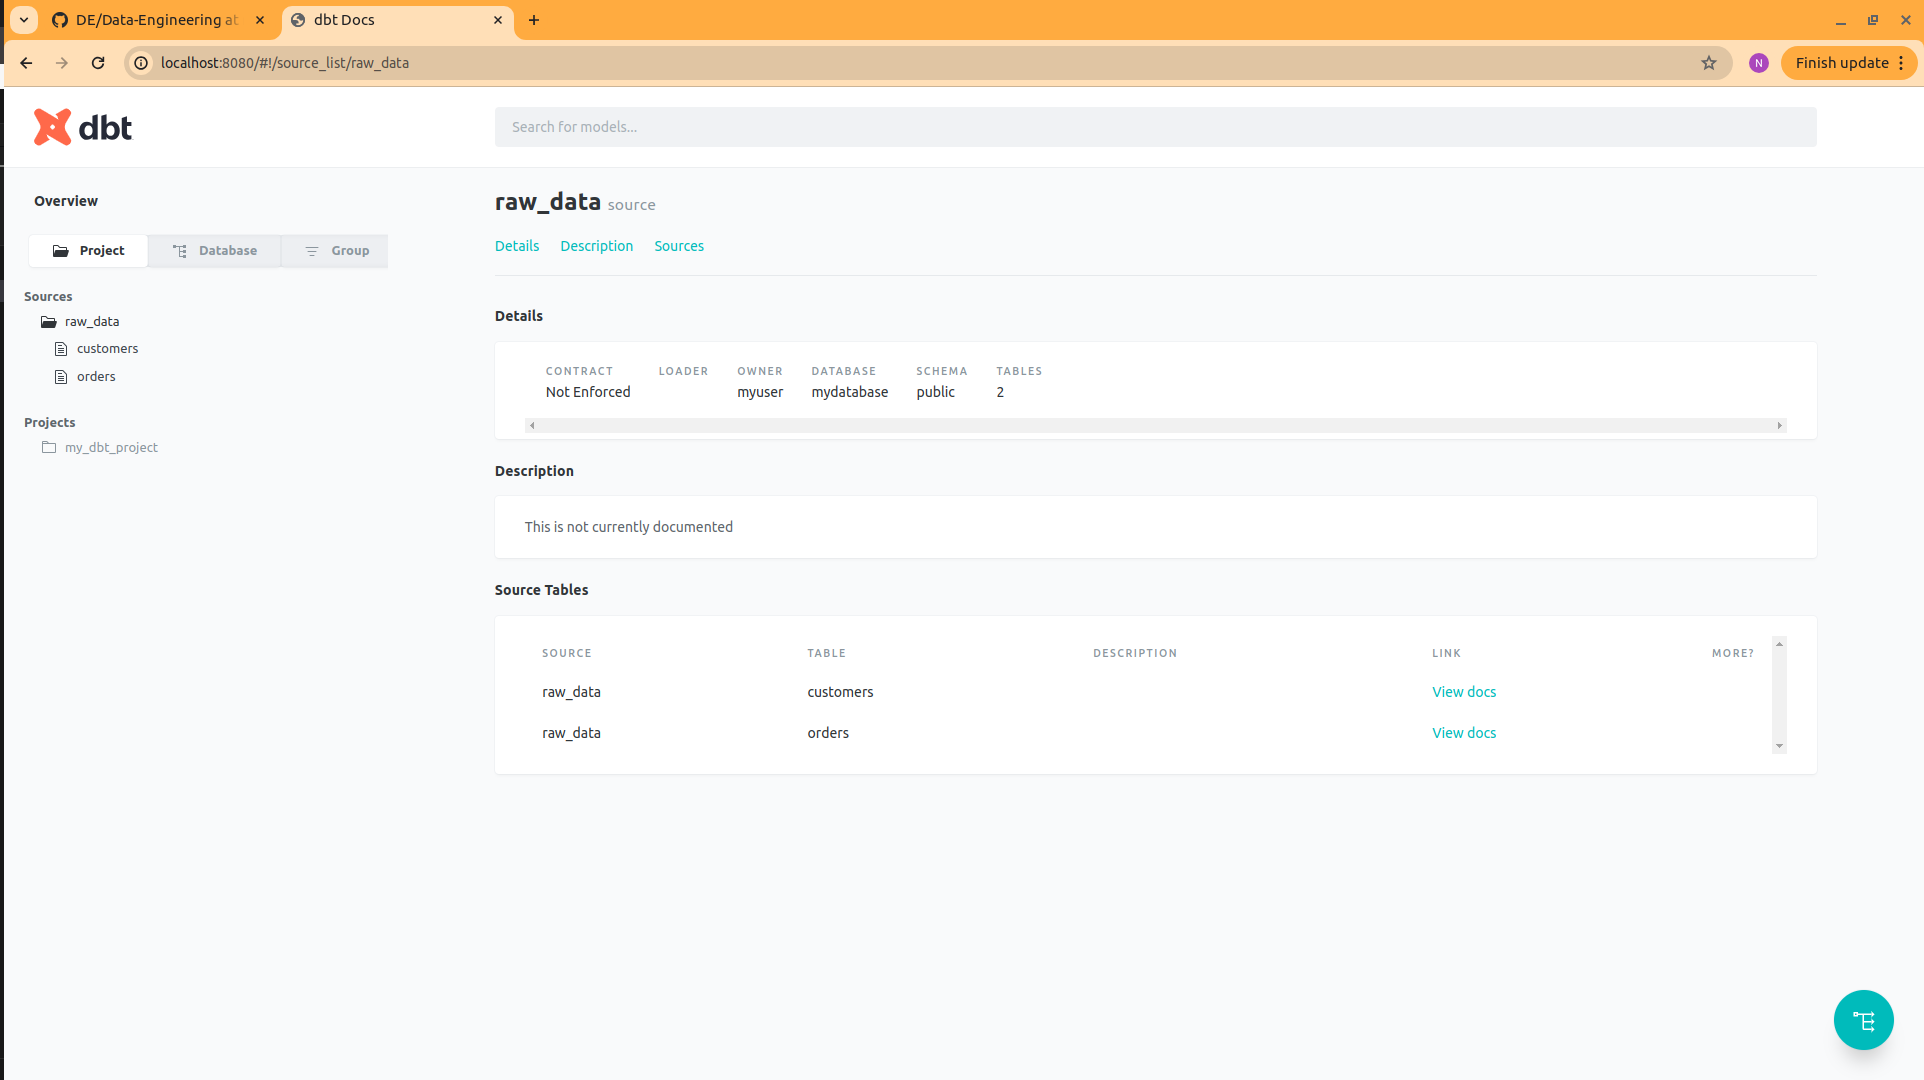 DE/Data-Engineering at
dbt Docs
localhost:8080/#!/source_list/raw_data
N
Finish update
dbt
Search for models...
Overview
Project Database Group
Sources
raw_data
customers
orders
Projects
my_dbt_project
raw_data source
Details Description Sources
Details
CONTRACT LOADER OWNER DATABASE SCHEMA TABLES
Not Enforced myuser mydatabase public 2
Description
This is not currently documented
Source Tables
SOURCE TABLE DESCRIPTION LINK MORE?
raw_data customers View docs
raw_data orders View docs